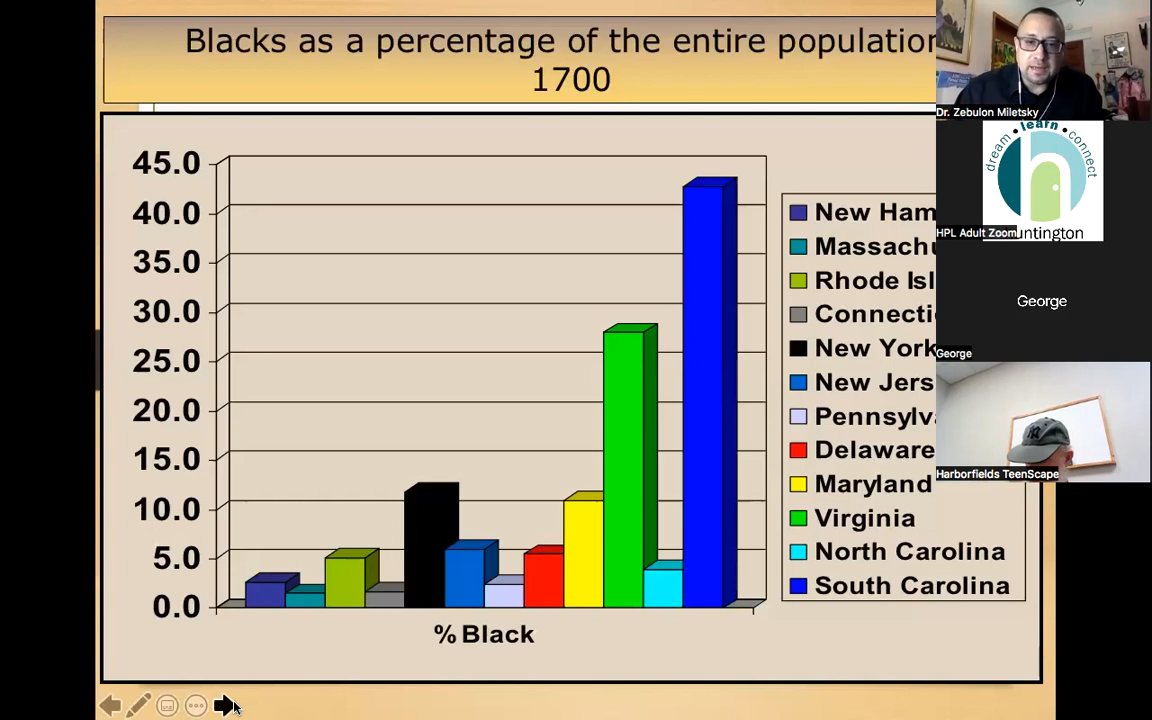 Blacks as a percentage of the entire population
1700
45.0
40.0
35.0
30.0
25.0
20.0
15.0
10.0
5.0
0.0
% Black
New Ham
Massachu
Rhode Isl
Connecti
New York
New Jers
Pennsylva
Delaware
Maryland
Virginia
North Carolina
South Carolina
Dr. Zebulon Miletsky
dream • learn • connect
h
untington
HPL Adult Zoom
George
George
Harborfields TeenScape